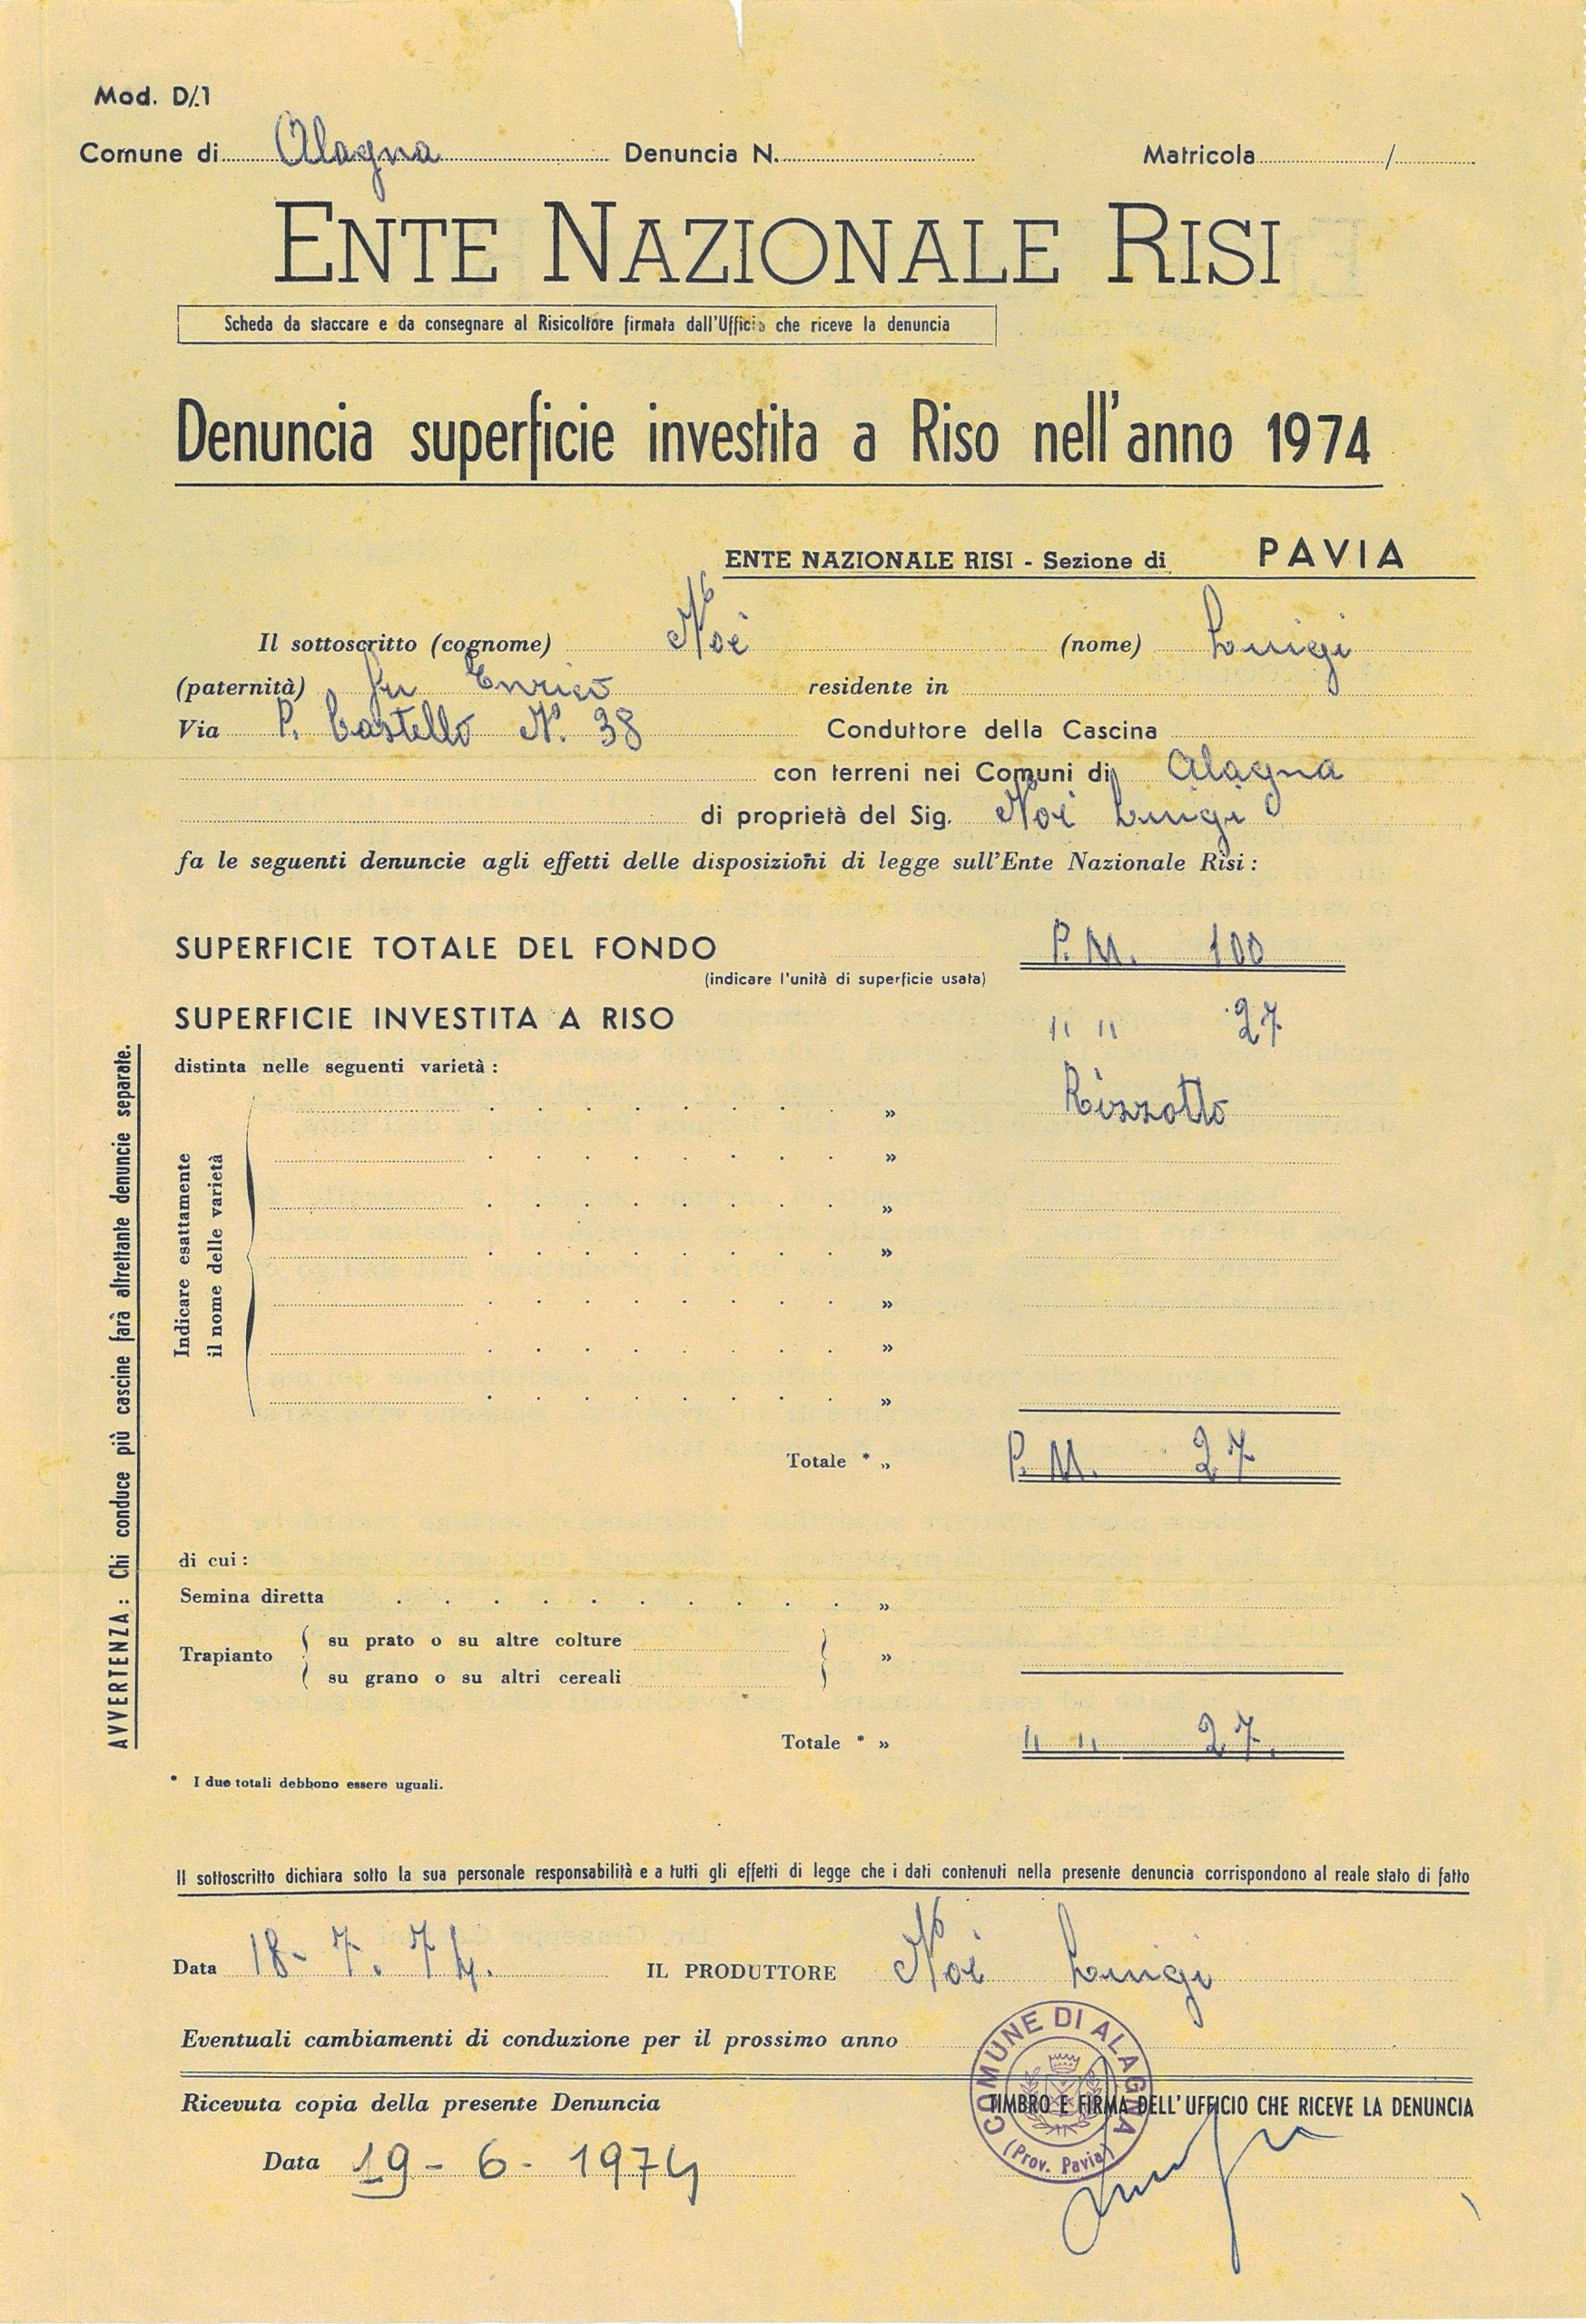 Mod. D/1
Comune di Alagna Denuncia N. Matricola /
ENTE NAZIONALE RISI
Scheda da staccare e da consegnare al Risicoltore firmata dall'Ufficio che riceve la denuncia
Denuncia superficie investita a Riso nell'anno 1974
ENTE NAZIONALE RISI - Sezione di PAVIA
Il sottoscritto (cognome) Noè (nome) Luigi
(paternità) fu Enrico residente in
Via P. Castello N. 38 Conduttore della Cascina
con terreni nei Comuni di Alagna
di proprietà del Sig. Noè Luigi
fa le seguenti denuncie agli effetti delle disposizioni di legge sull'Ente Nazionale Risi :
SUPERFICIE TOTALE DEL FONDO P. M. 100
(indicare l'unità di superficie usata)
SUPERFICIE INVESTITA A RISO " " 27
distinta nelle seguenti varietà :
» Rizzotto
»
»
»
»
»
»
Indicare esattamente
il nome delle varietà
AVVERTENZA : Chi conduce più cascine farà altrettante denuncie separate.
Totale * „ P. M. 27
di cui :
Semina diretta . . . . . . . . . . »
Trapianto su prato o su altre colture »
su grano o su altri cereali
Totale * » " " 27.
* I due totali debbono essere uguali.
Il sottoscritto dichiara sotto la sua personale responsabilità e a tutti gli effetti di legge che i dati contenuti nella presente denuncia corrispondono al reale stato di fatto
Data 18-7.74. IL PRODUTTORE Noè Luigi
Eventuali cambiamenti di conduzione per il prossimo anno
Ricevuta copia della presente Denuncia TIMBRO E FIRMA DELL'UFFICIO CHE RICEVE LA DENUNCIA
COMUNE DI ALAGNA
(Prov. Pavia)
Data 19-6-1974